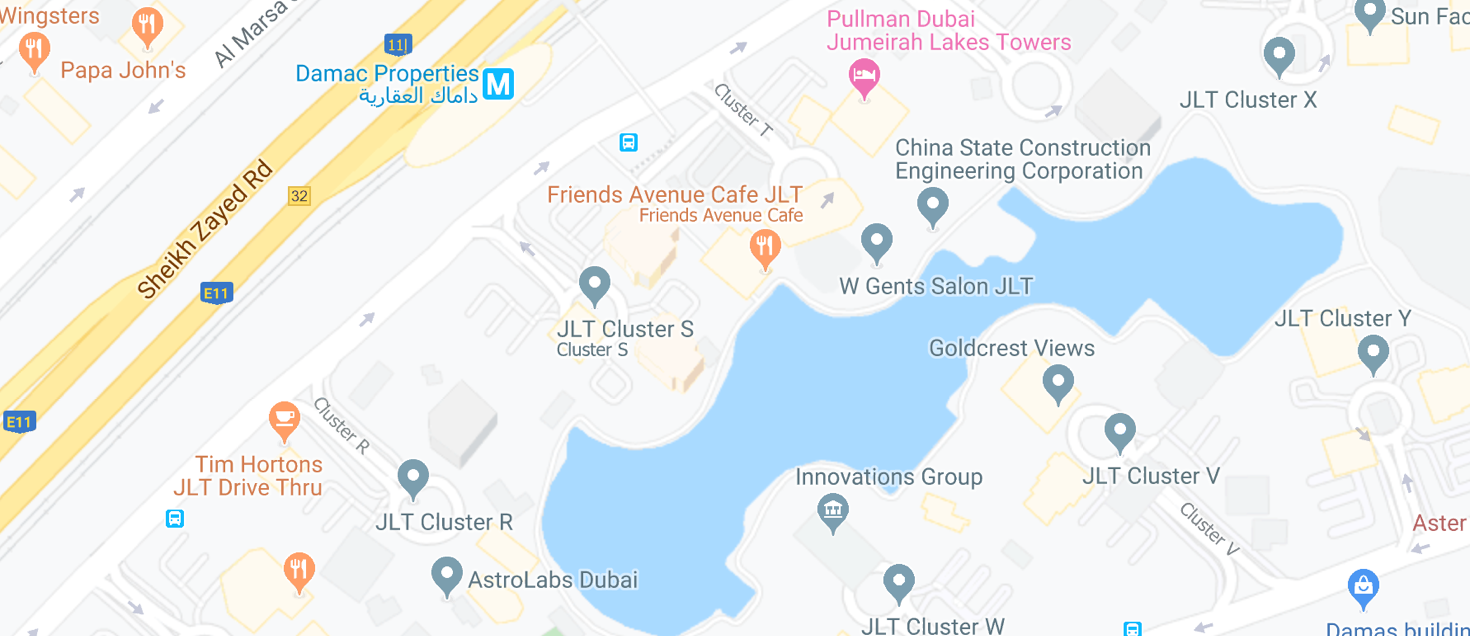 Wingsters
Papa John's
Al Marsa
11|
Damac Properties
داماك العقارية
M
Pullman Dubai
Jumeirah Lakes Towers
Sun Fac
JLT Cluster X
Cluster T
China State Construction
Engineering Corporation
Sheikh Zayed Rd
32
Friends Avenue Cafe JLT
Friends Avenue Cafe
W Gents Salon JLT
E11
JLT Cluster S
Cluster S
Goldcrest Views
JLT Cluster Y
E11
Cluster R
Tim Hortons
JLT Drive Thru
JLT Cluster R
Innovations Group
JLT Cluster V
Cluster V
Aster
AstroLabs Dubai
JLT Cluster W
Damas buildin